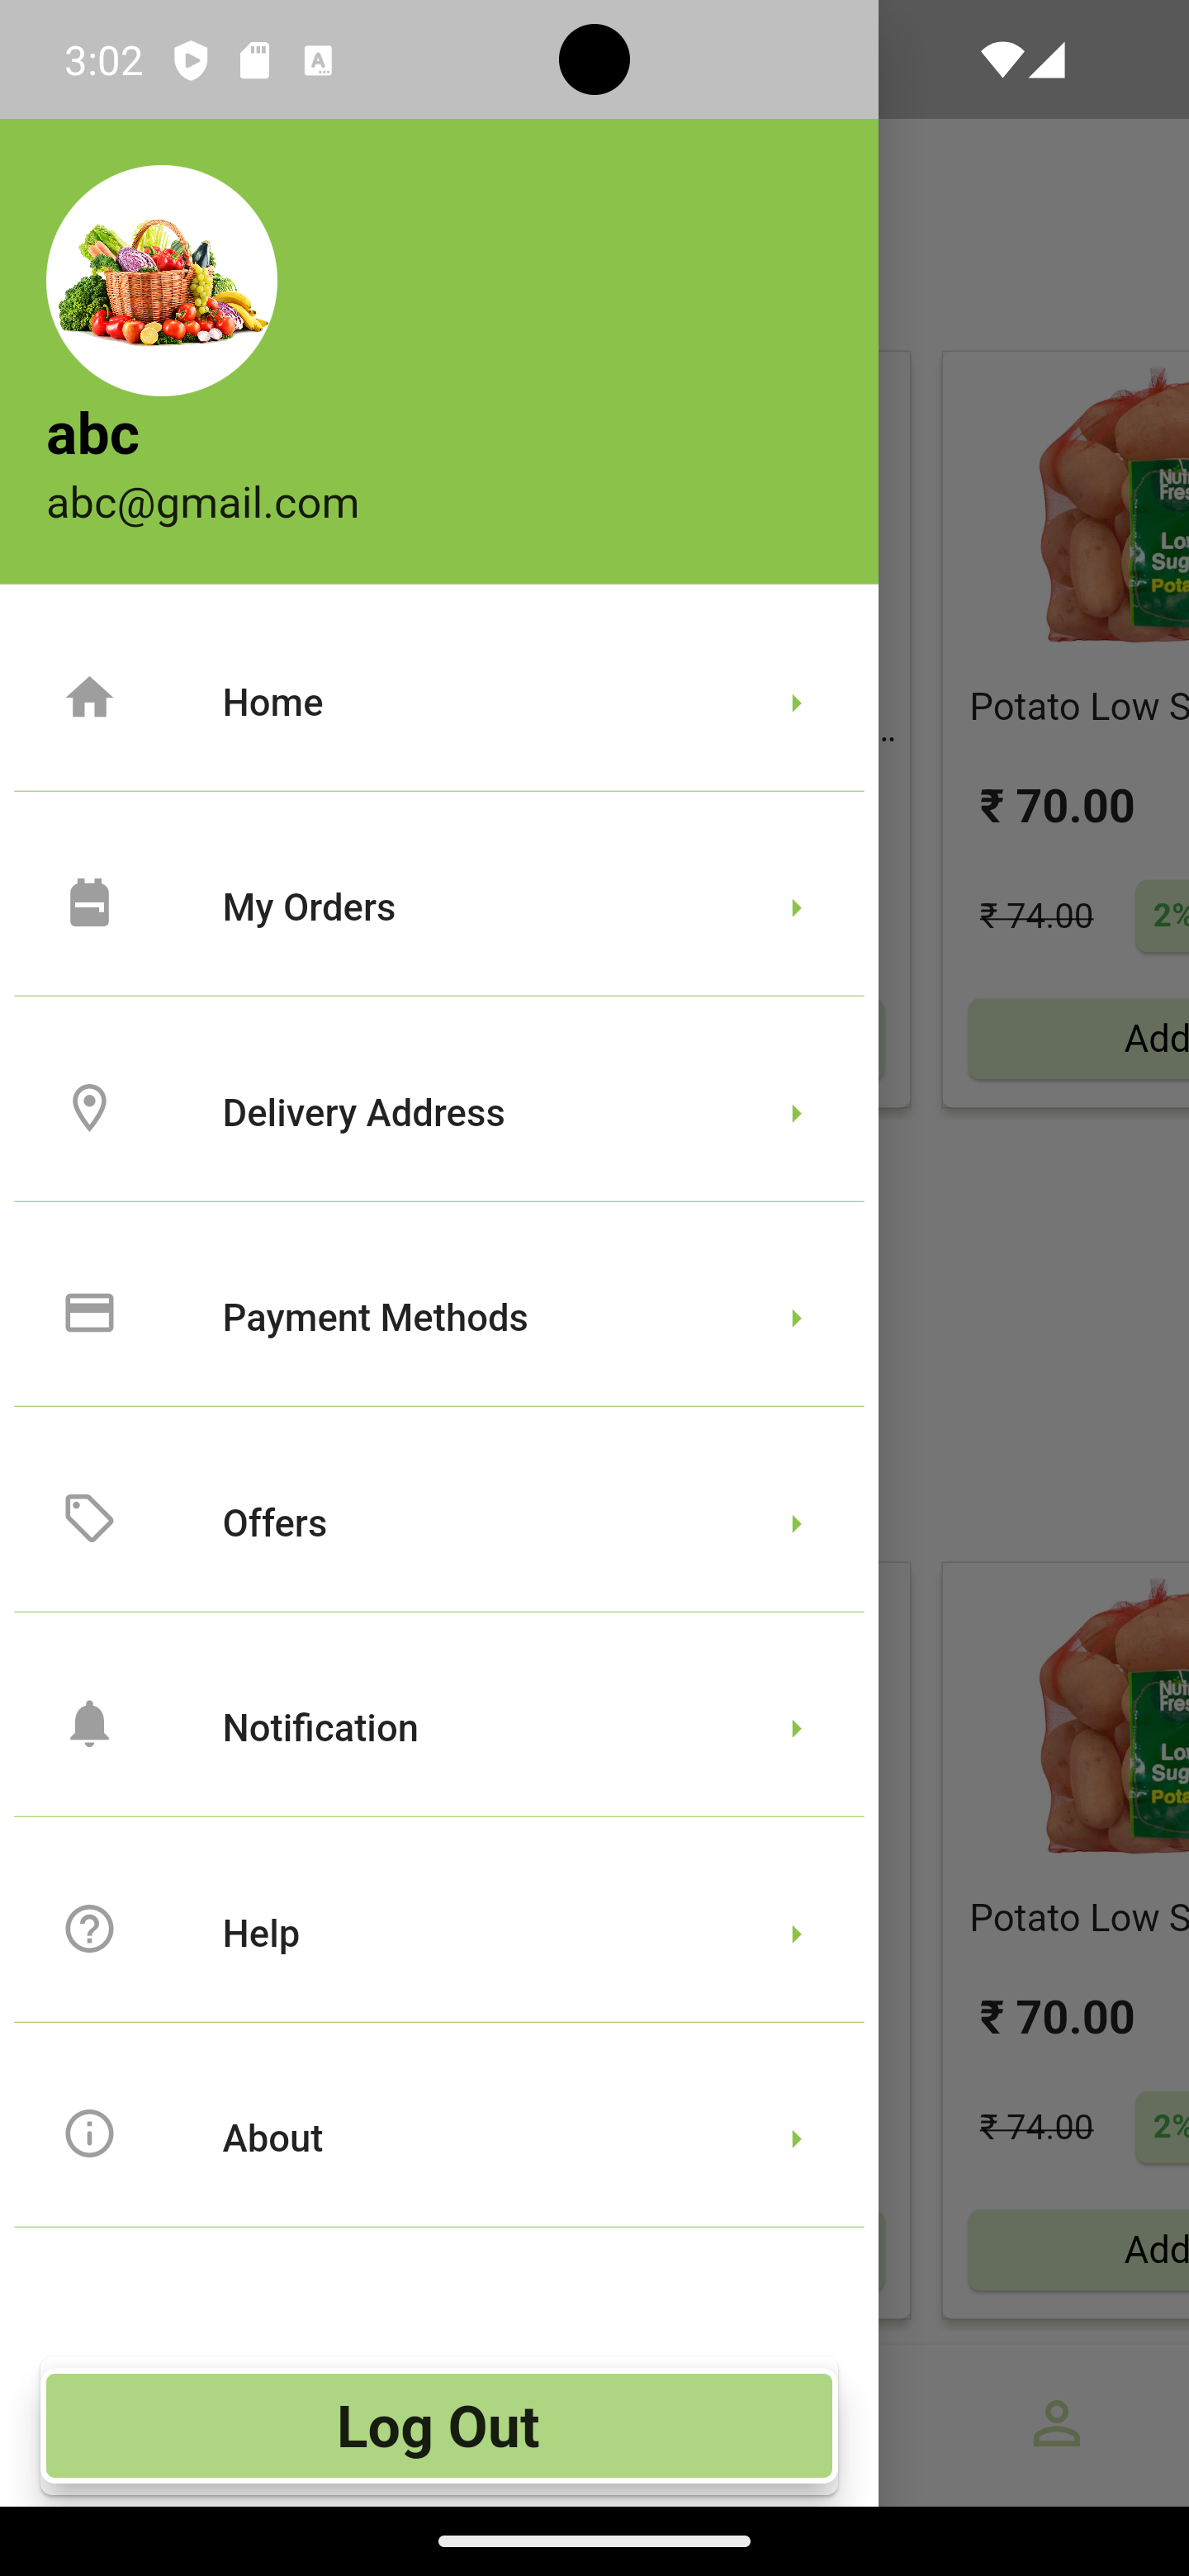 3:02
abc
abc@gmail.com
Home
My Orders
Delivery Address
Payment Methods
Offers
Notification
Help
About
Log Out
..
Potato Low S
₹ 70.00
₹ 74.00 2%
Add
Potato Low S
₹ 70.00
₹ 74.00 2%
Add